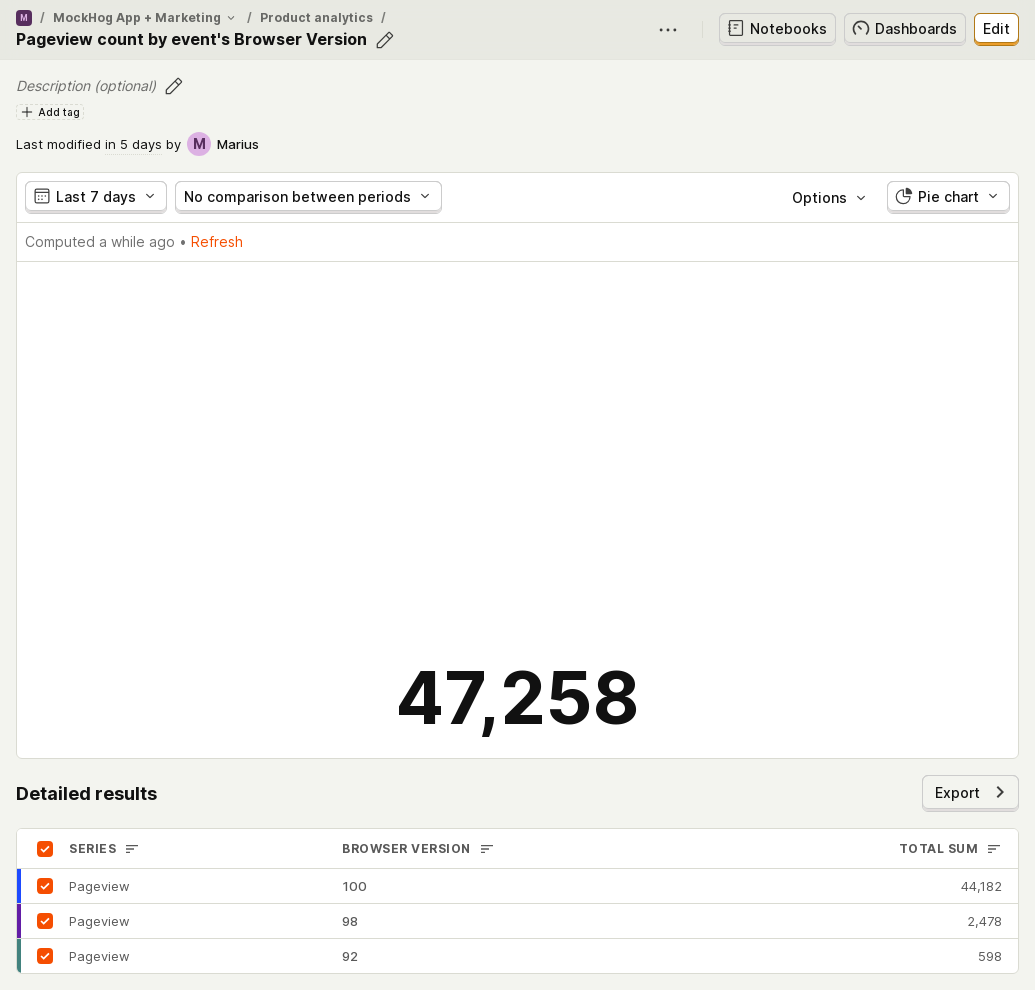 M / MockHog App + Marketing / Product analytics /
Pageview count by event's Browser Version
Notebooks
Dashboards
Edit
Description (optional)
Add tag
Last modified in 5 days by M Marius
Last 7 days
No comparison between periods
Options
Pie chart
Computed a while ago • Refresh
47,258
Detailed results
Export
SERIES BROWSER VERSION TOTAL SUM
Pageview 100 44,182
Pageview 98 2,478
Pageview 92 598